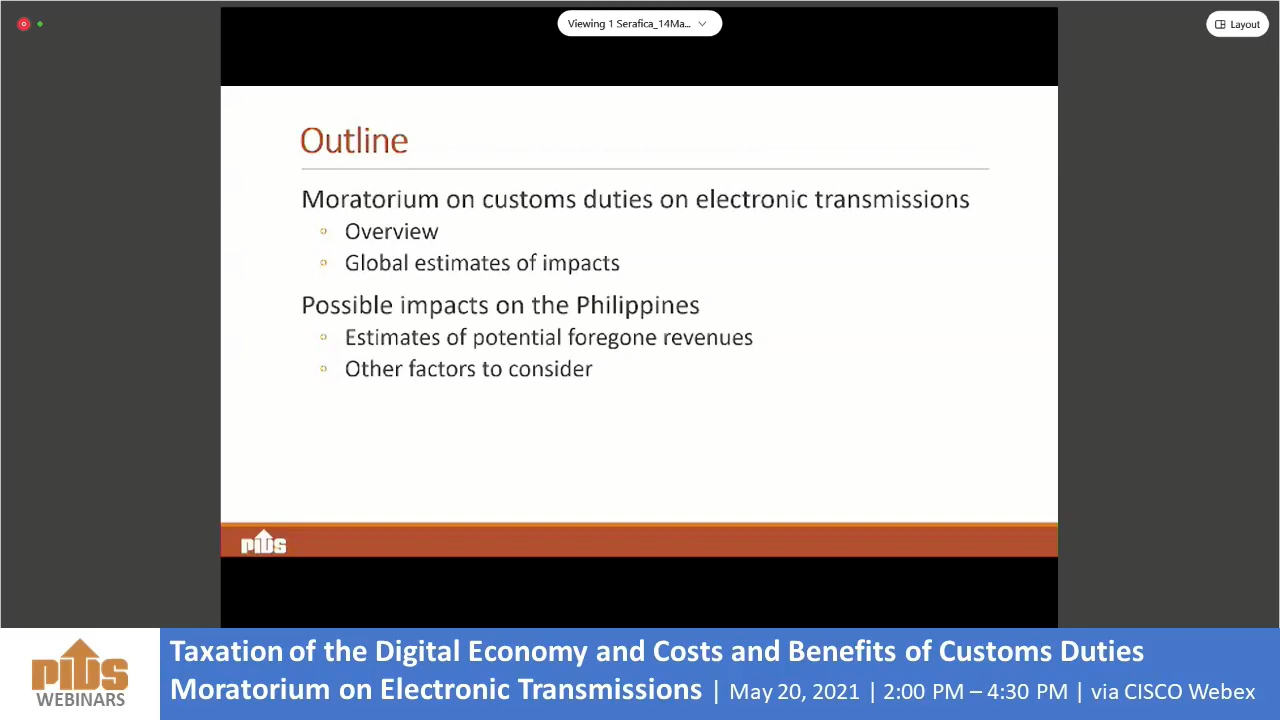 Viewing 1 Serafica_14Ma...
Layout
Outline
Moratorium on customs duties on electronic transmissions
Overview
Global estimates of impacts
Possible impacts on the Philippines
Estimates of potential foregone revenues
Other factors to consider
PIDS
PIDS
WEBINARS
Taxation of the Digital Economy and Costs and Benefits of Customs Duties
Moratorium on Electronic Transmissions | May 20, 2021 | 2:00 PM – 4:30 PM | via CISCO Webex